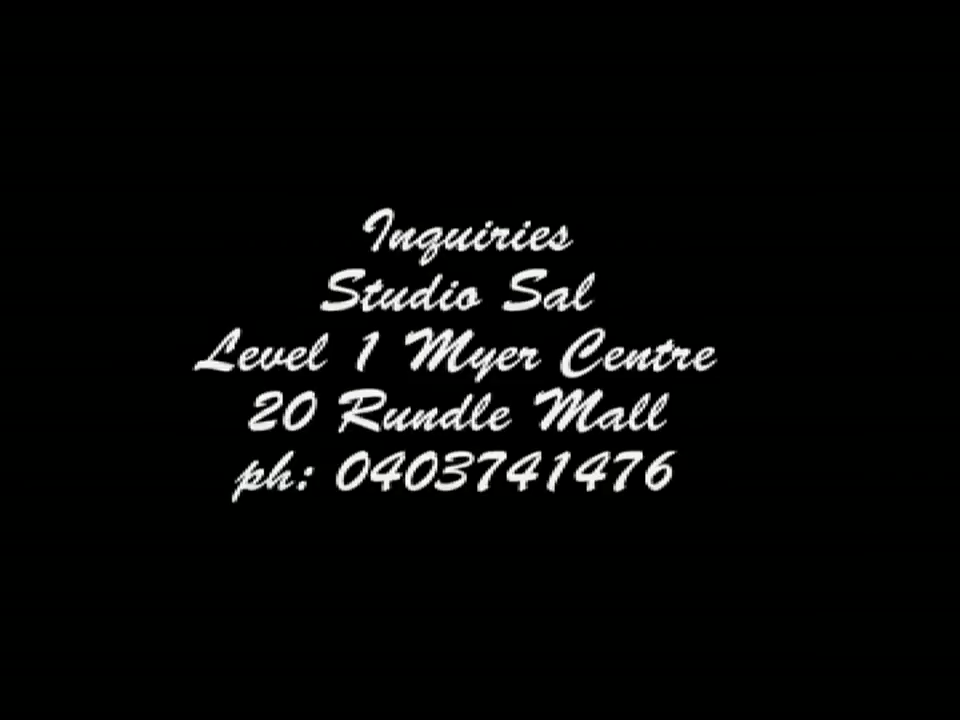 Inquiries
Studio Sal
Level 1 Myer Centre
20 Rundle Mall
ph: 0403741476